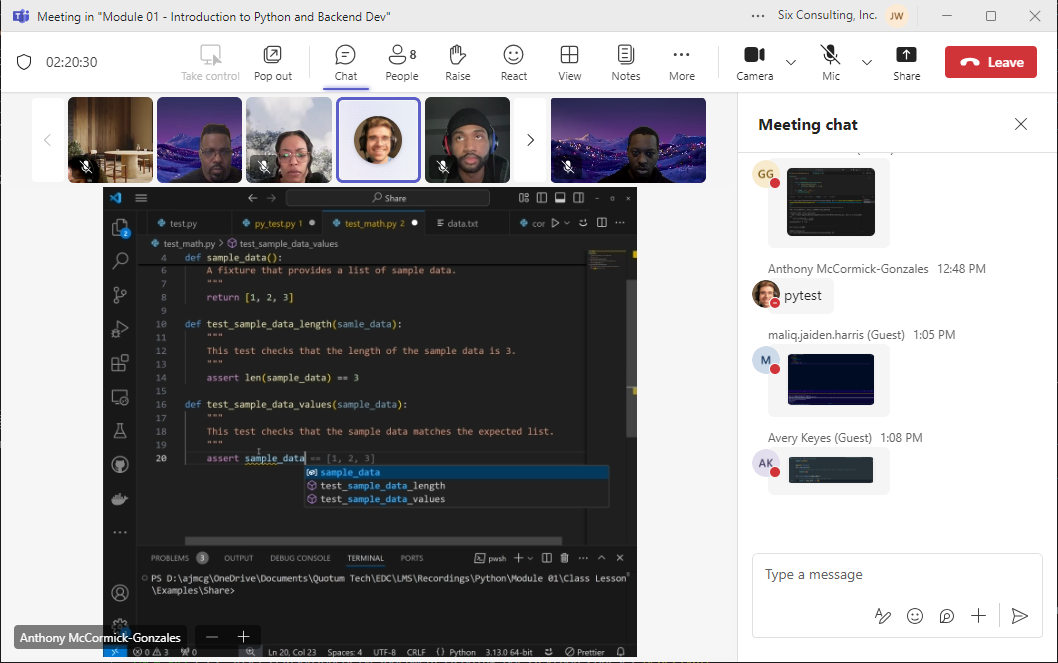 Meeting in "Module 01 - Introduction to Python and Backend Dev"
Six Consulting, Inc.
JW
02:20:30
Take control
Pop out
Chat
8
People
Raise
React
View
Notes
More
Camera
Mic
Share
Leave
Share
test.py
py_test.py 1
test_math.py 2
data.txt
cor
test_math.py > test_sample_data_values
4 def sample_data():
6 A fixture that provides a list of sample data.
7 """
8 return [1, 2, 3]
9
10 def test_sample_data_length(samle_data):
11 """
12 This test checks that the length of the sample data is 3.
13 """
14 assert len(sample_data) == 3
15
16 def test_sample_data_values(sample_data):
17 """
18 This test checks that the sample data matches the expected list.
19 """
20 assert sample_data == [1, 2, 3]
sample_data
test_sample_data_length
test_sample_data_values
2
PROBLEMS 3
OUTPUT
DEBUG CONSOLE
TERMINAL
PORTS
pwsh
PS D:\ajmcg\OneDrive\Documents\Quotum Tech\EDC\LMS\Recordings\Python\Module 01\Class Lesson
\Examples\Share>
Anthony McCormick-Gonzales
0 3
0
Ln 20, Col 23
Spaces: 4
UTF-8
CRLF
{ } Python
3.13.0 64-bit
Prettier
Meeting chat
GG
Anthony McCormick-Gonzales 12:48 PM
pytest
maliq.jaiden.harris (Guest) 1:05 PM
M
Avery Keyes (Guest) 1:08 PM
AK
Type a message